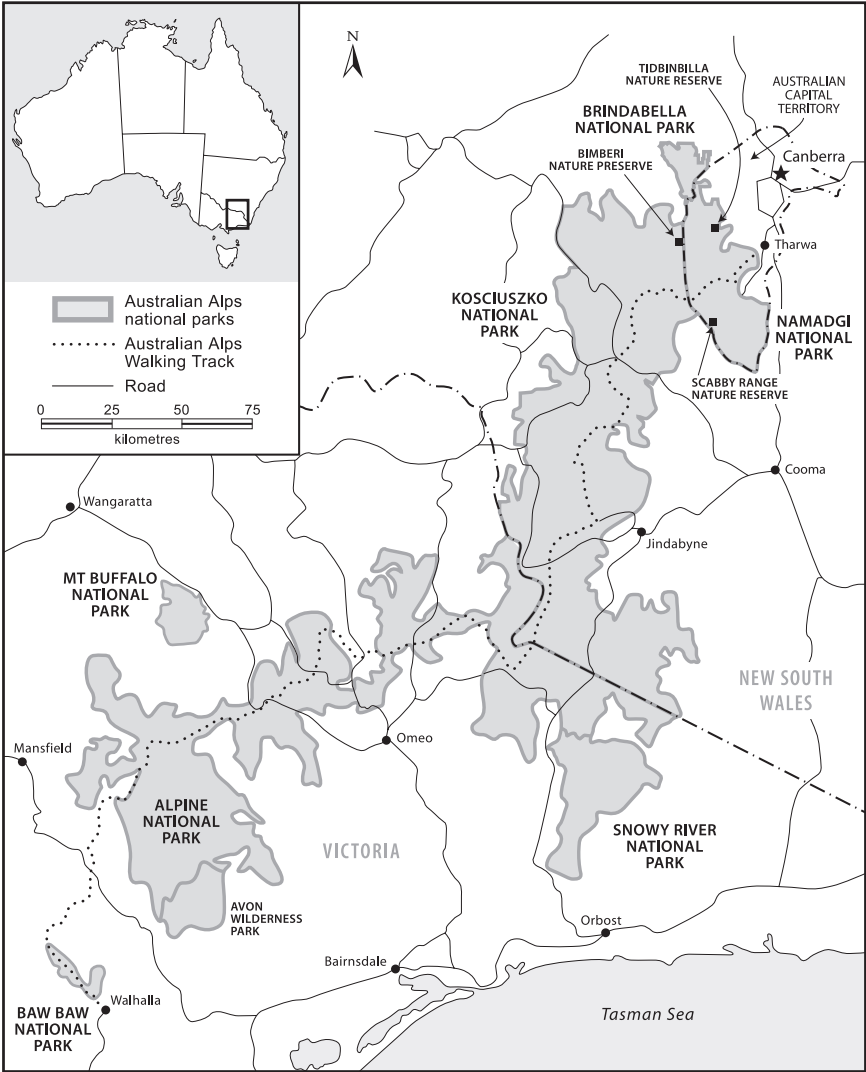 N
TIDBINBILLA
NATURE RESERVE
AUSTRALIAN
CAPITAL
TERRITORY
BRINDABELLA
NATIONAL PARK
BIMBERI
NATURE PRESERVE
Canberra
Tharwa
KOSCIUSZKO
NATIONAL
PARK
NAMADGI
NATIONAL
PARK
SCABBY RANGE
NATURE RESERVE
Australian Alps
national parks
Australian Alps
Walking Track
Road
0 25 50 75
kilometres
Cooma
Wangaratta
Jindabyne
MT BUFFALO
NATIONAL
PARK
NEW SOUTH
WALES
Omeo
Mansfield
ALPINE
NATIONAL
PARK
VICTORIA
SNOWY RIVER
NATIONAL
PARK
AVON
WILDERNESS
PARK
Orbost
Bairnsdale
Walhalla
BAW BAW
NATIONAL
PARK
Tasman Sea